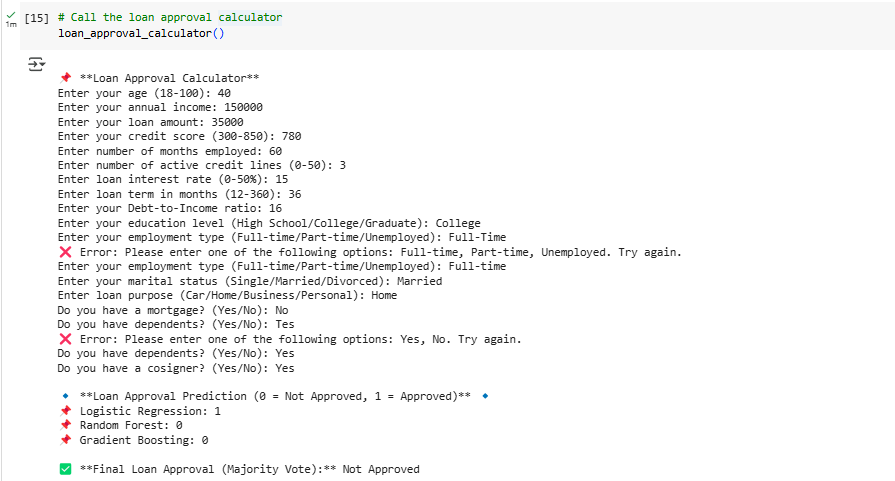 1m
[15] # Call the loan approval calculator
loan_approval_calculator()
📌 **Loan Approval Calculator**
Enter your age (18-100): 40
Enter your annual income: 150000
Enter your loan amount: 35000
Enter your credit score (300-850): 780
Enter number of months employed: 60
Enter number of active credit lines (0-50): 3
Enter loan interest rate (0-50%): 15
Enter loan term in months (12-360): 36
Enter your Debt-to-Income ratio: 16
Enter your education level (High School/College/Graduate): College
Enter your employment type (Full-time/Part-time/Unemployed): Full-Time
❌ Error: Please enter one of the following options: Full-time, Part-time, Unemployed. Try again.
Enter your employment type (Full-time/Part-time/Unemployed): Full-time
Enter your marital status (Single/Married/Divorced): Married
Enter loan purpose (Car/Home/Business/Personal): Home
Do you have a mortgage? (Yes/No): No
Do you have dependents? (Yes/No): Tes
❌ Error: Please enter one of the following options: Yes, No. Try again.
Do you have dependents? (Yes/No): Yes
Do you have a cosigner? (Yes/No): Yes
🔹 **Loan Approval Prediction (0 = Not Approved, 1 = Approved)** 🔹
📌 Logistic Regression: 1
📌 Random Forest: 0
📌 Gradient Boosting: 0
✅ **Final Loan Approval (Majority Vote):** Not Approved